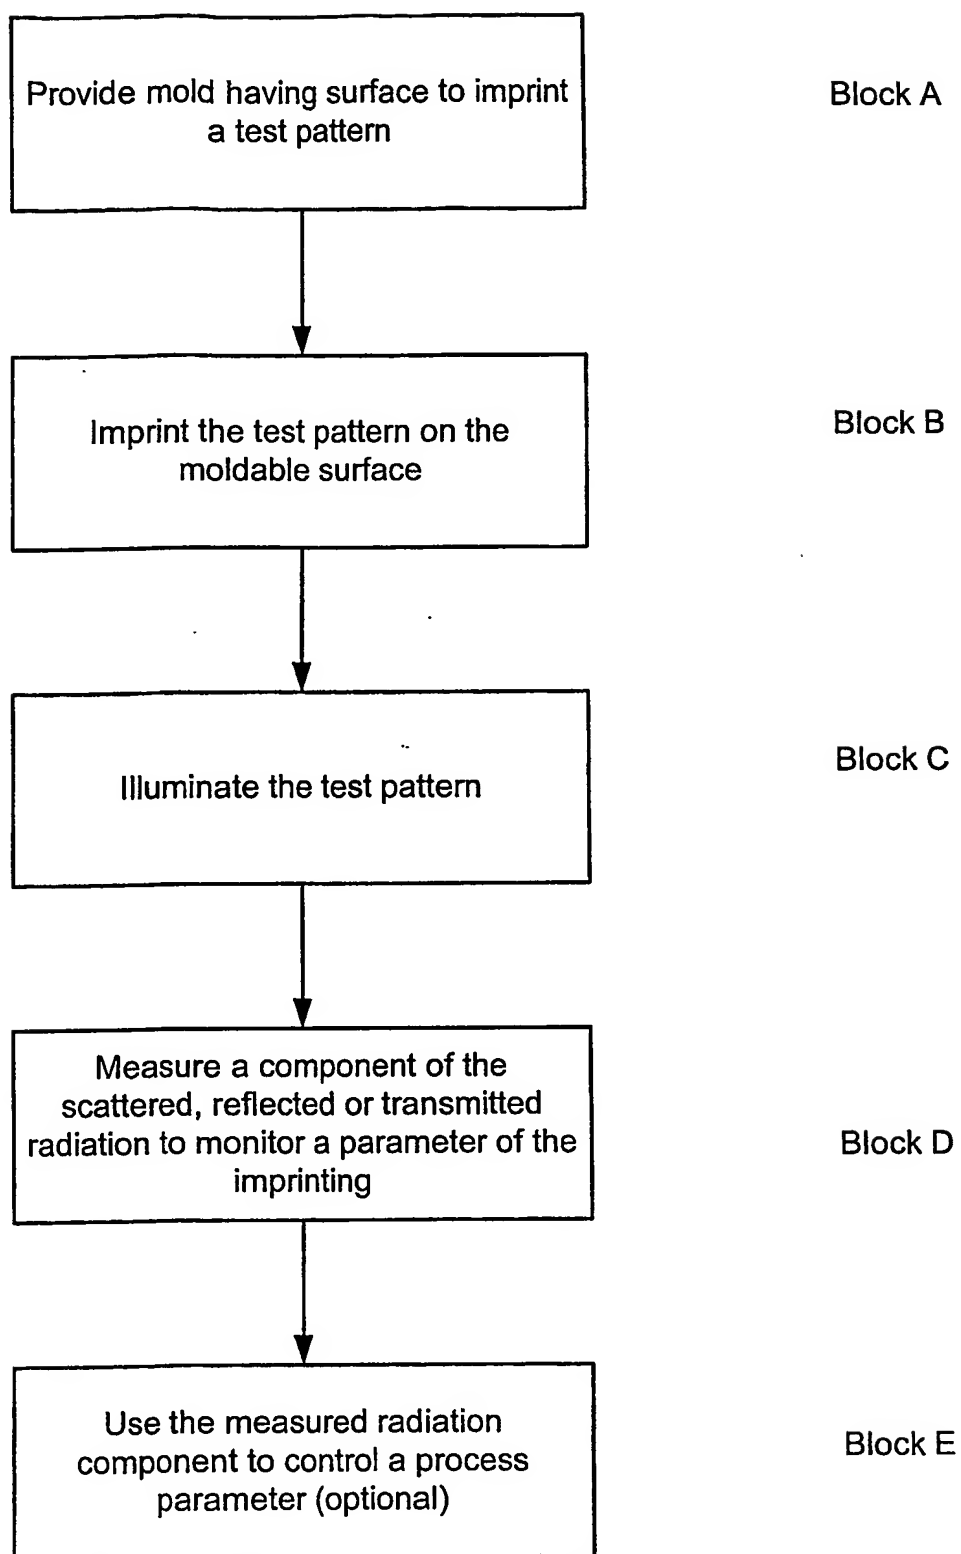 Provide mold having surface to imprint
a test pattern
Block A
Imprint the test pattern on the
moldable surface
Block B
Illuminate the test pattern
Block C
Measure a component of the
scattered, reflected or transmitted
radiation to monitor a parameter of the
imprinting
Block D
Use the measured radiation
component to control a process
parameter (optional)
Block E